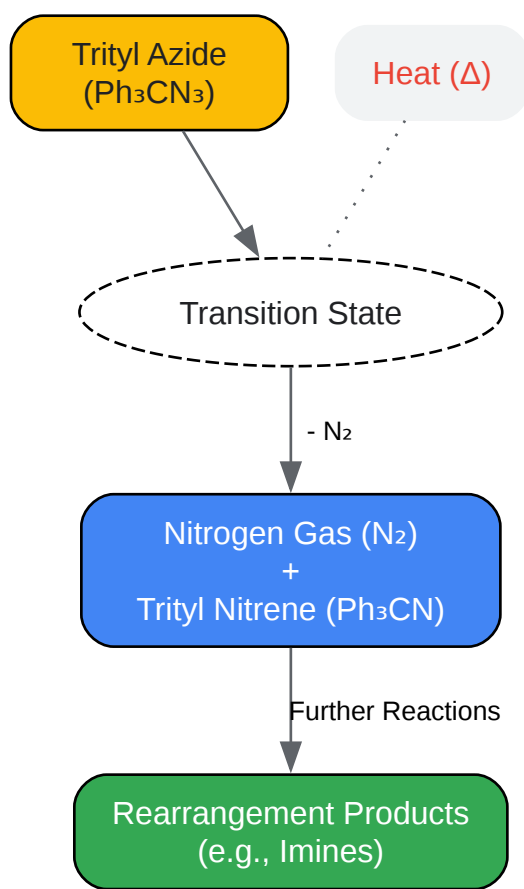 Trityl Azide
(Ph₃CN₃)
Heat (Δ)
Transition State
- N₂
Nitrogen Gas (N₂)
+
Trityl Nitrene (Ph₃CN)
Further Reactions
Rearrangement Products
(e.g., Imines)